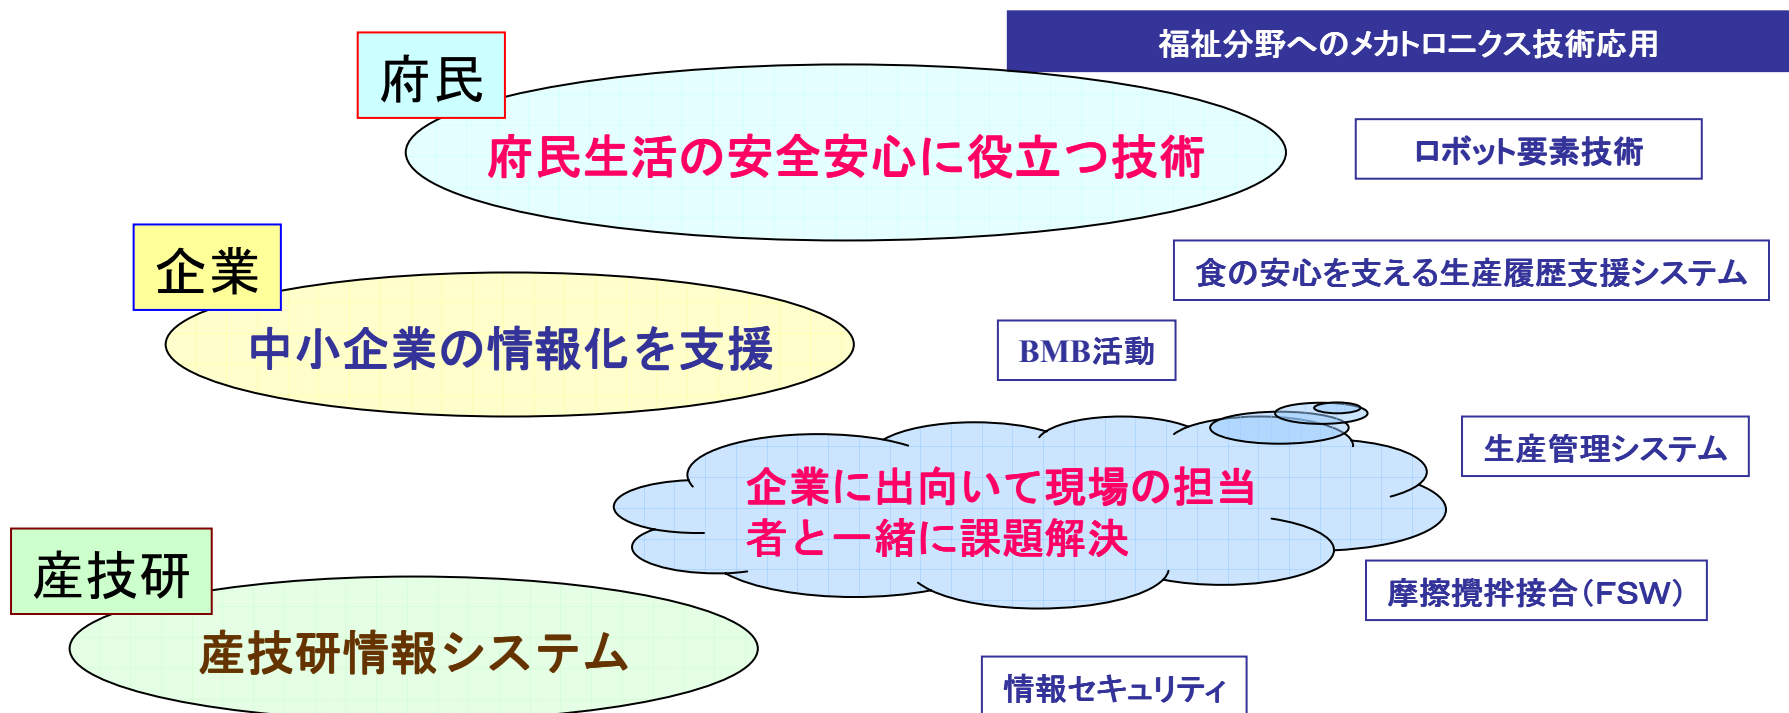 福祉分野へのメカトロニクス技術応用
府民
府民生活の安全安心に役立つ技術
ロボット要素技術
企業
食の安心を支える生産履歴支援システム
中小企業の情報化を支援
BMB活動
生産管理システム
企業に出向いて現場の担当
者と一緒に課題解決
産技研
摩擦攪拌接合（FSW）
産技研情報システム
情報セキュリティ